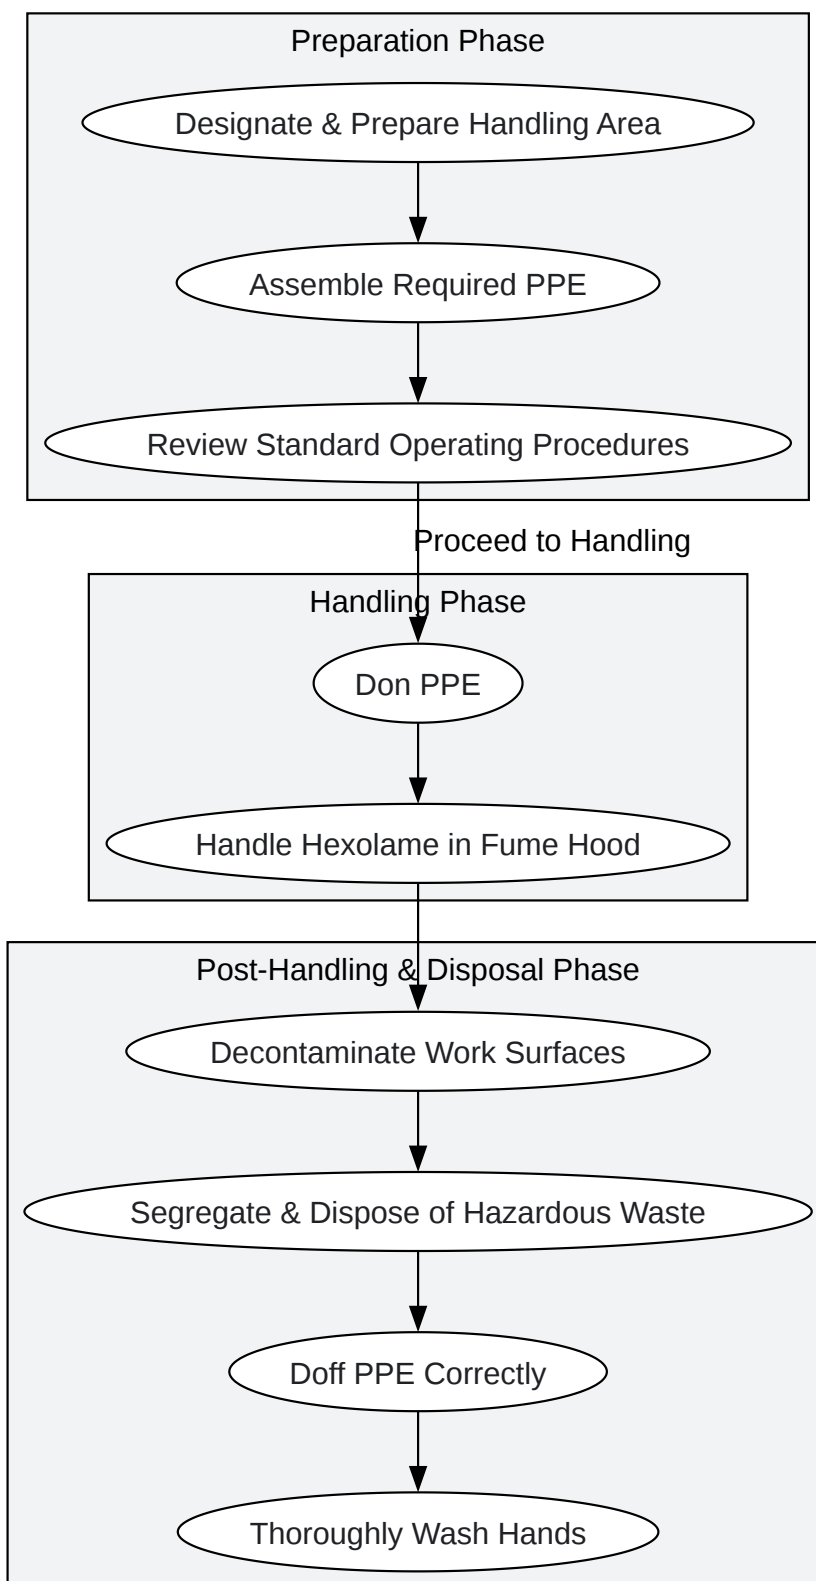 Preparation Phase
Designate & Prepare Handling Area
Assemble Required PPE
Review Standard Operating Procedures
Proceed to Handling
Handling Phase
Don PPE
Handle Hexolame in Fume Hood
Post-Handling & Disposal Phase
Decontaminate Work Surfaces
Segregate & Dispose of Hazardous Waste
Doff PPE Correctly
Thoroughly Wash Hands